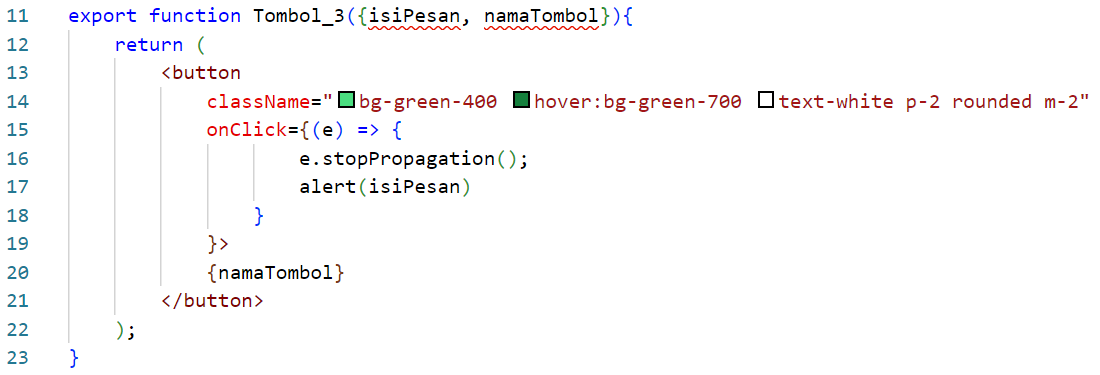 11 export function Tombol_3({isiPesan, namaTombol}){
12     return (
13         <button
14             className="bg-green-400 hover:bg-green-700 text-white p-2 rounded m-2"
15             onClick={(e) => {
16                     e.stopPropagation();
17                     alert(isiPesan)
18                 }
19             }>
20             {namaTombol}
21         </button>
22     );
23 }